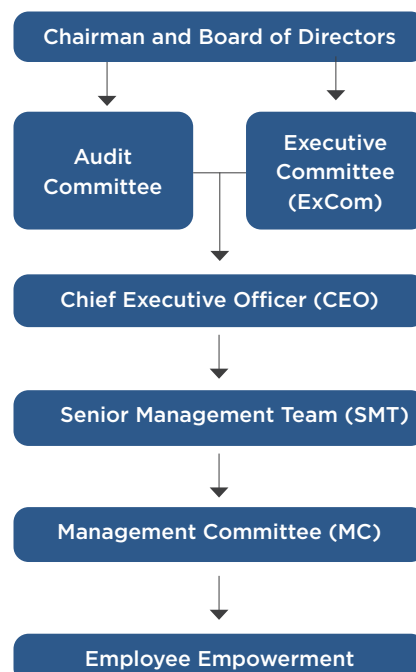 Chairman and Board of Directors
Audit
Committee
Executive
Committee
(ExCom)
Chief Executive Officer (CEO)
Senior Management Team (SMT)
Management Committee (MC)
Employee Empowerment